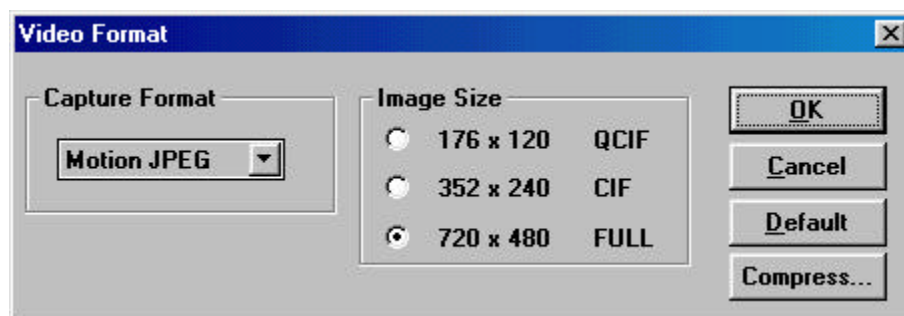 Video Format
Capture Format
Motion JPEG
Image Size
176 x 120 QCIF
352 x 240 CIF
720 x 480 FULL
OK
Cancel
Default
Compress...